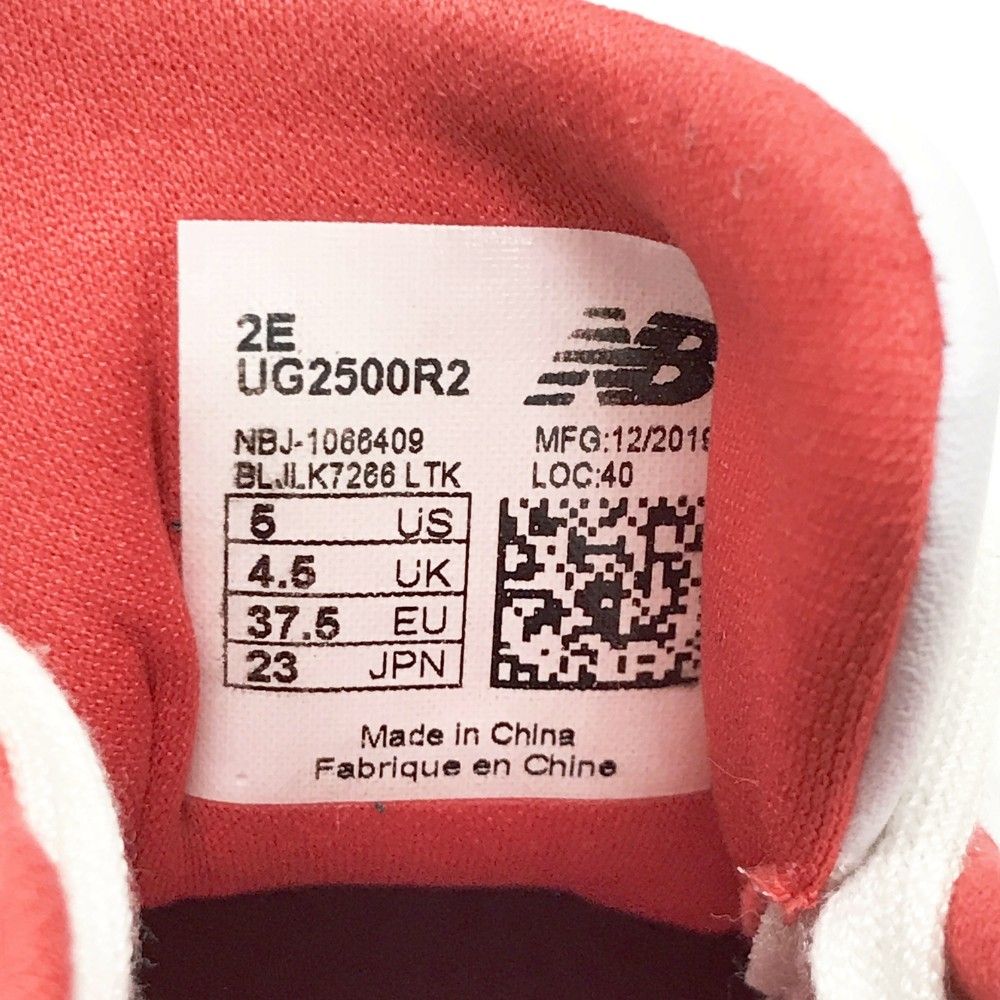 2E
UG2500R2
NB
NBJ-1066409
MFG:12/2019
BLJLK7266 LTK
LOC:40
5 US
4.5 UK
37.5 EU
23 JPN
Made in China
Fabrique en Chine